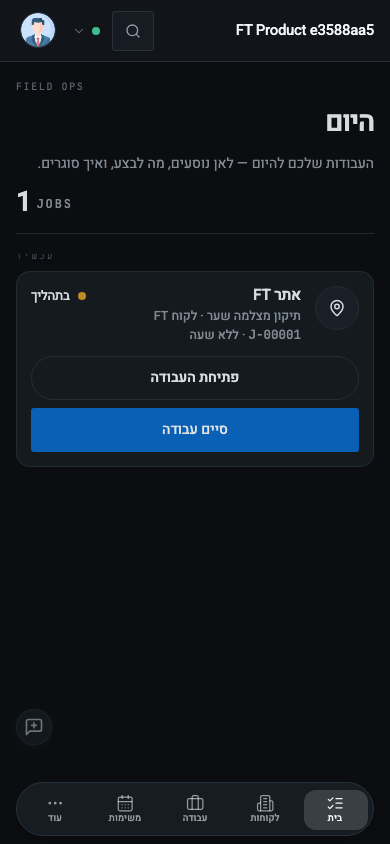 FT Product e3588aa5
FIELD OPS
היום
העבודות שלכם להיום — לאן נוסעים, מה לבצע, ואיך סוגרים.
1 JOBS
עכשיו
אתר FT
בתהליך
תיקון מצלמה שער · לקוח FT
J-00001 · ללא שעה
פתיחת העבודה
סיים עבודה
בית
לקוחות
עבודה
משימות
עוד